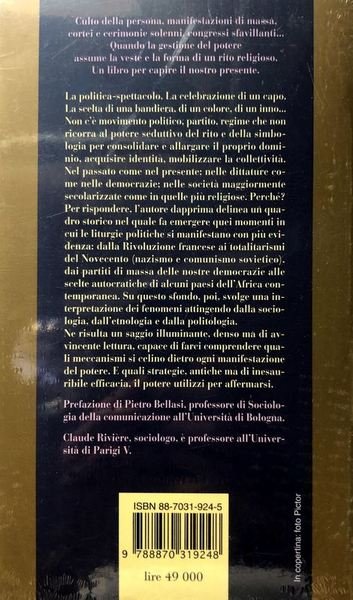 Culto della persona, manifestazioni di massa,
cortei e cerimonie solenni, congressi sfavillanti...
Quando la gestione del potere
assume la veste e la forma di un rito religioso.
Un libro per capire il nostro presente.
La politica-spettacolo. La celebrazione di un capo.
La scelta di una bandiera, di un colore, di un inno...
Non c'è movimento politico, partito, regime che non
ricorra al potere seduttivo del rito e della simbo-
logia per consolidare e allargare il proprio domi-
nio, acquisire identità, mobilizzare la collettività.
Nel passato come nel presente; nelle dittature co-
me nelle democrazie; nelle società maggiormente
secolarizzate come in quelle più religiose. Perché?
Per rispondere, l'autore dapprima delinea un qua-
dro storico nel quale fa emergere quei momenti in
cui le liturgie politiche si manifestano con più evi-
denza: dalla Rivoluzione francese ai totalitarismi
del Novecento (nazismo e comunismo sovietico),
dai partiti di massa delle nostre democrazie alle
scelte autocratiche di alcuni paesi dell'Africa con-
temporanea. Su questo sfondo, poi, svolge una in-
terpretazione dei fenomeni attingendo dalla socio-
logia, dall'etnologia e dalla politologia.
Ne risulta un saggio illuminante, denso ma di av-
vincente lettura, capace di farci comprendere qua-
li meccanismi si celino dietro ogni manifestazione
del potere. E quali strategie, antiche ma di inesau-
ribile efficacia, il potere utilizzi per affermarsi.
Prefazione di Pietro Bellasi, professore di Sociolo-
gia della comunicazione all'Università di Bologna.
Claude Rivière, sociologo, è professore all'Univer-
sità di Parigi V.
ISBN 88-7031-924-5
9 788870 319248
lire 49 000
In copertina: foto Pictor